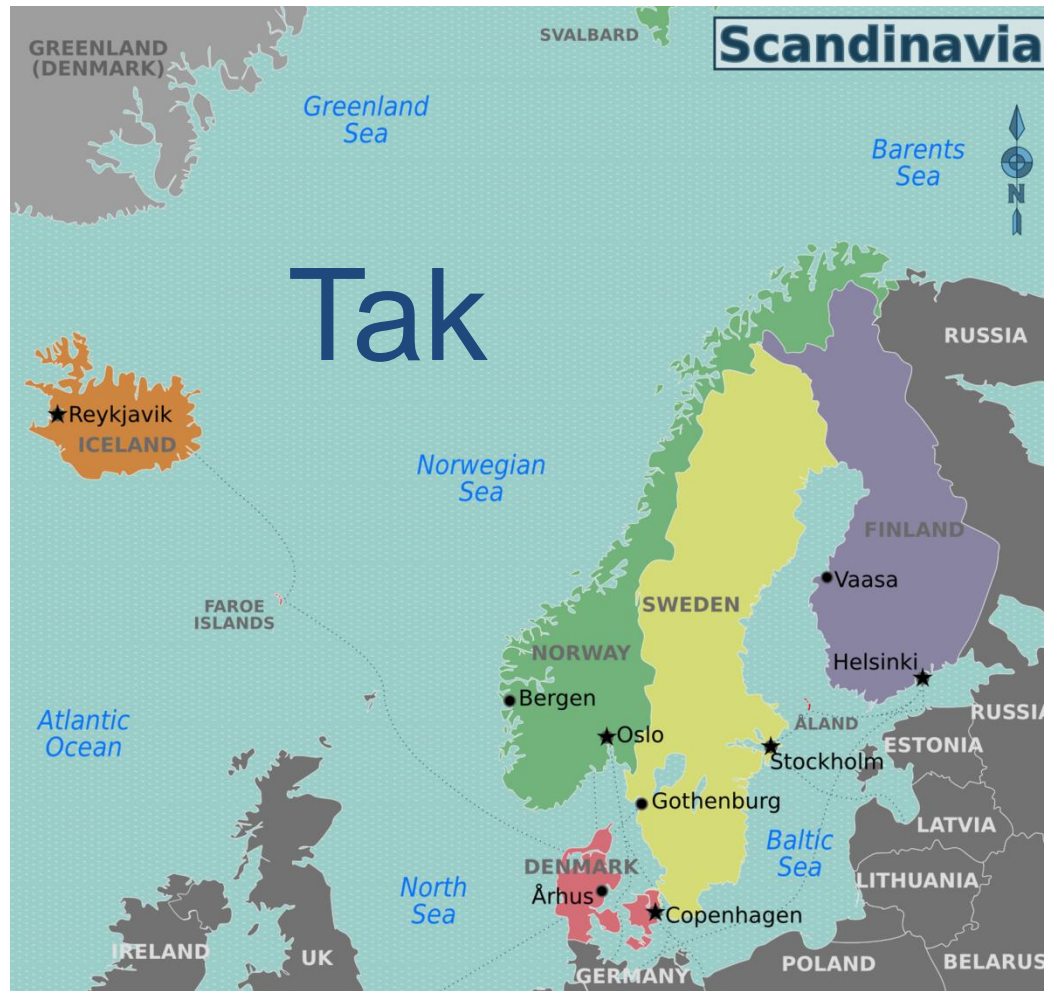 Scandinavia
GREENLAND
(DENMARK)
SVALBARD
Greenland
Sea
Barents
Sea
N
Tak
RUSSIA
Reykjavik
ICELAND
Norwegian
Sea
FINLAND
Vaasa
FAROE
ISLANDS
SWEDEN
NORWAY
Helsinki
Bergen
Atlantic
Ocean
Oslo
ÅLAND
RUSSIA
ESTONIA
Stockholm
Gothenburg
LATVIA
Baltic
Sea
DENMARK
Århus
North
Sea
LITHUANIA
Copenhagen
IRELAND
UK
GERMANY
POLAND
BELARUS